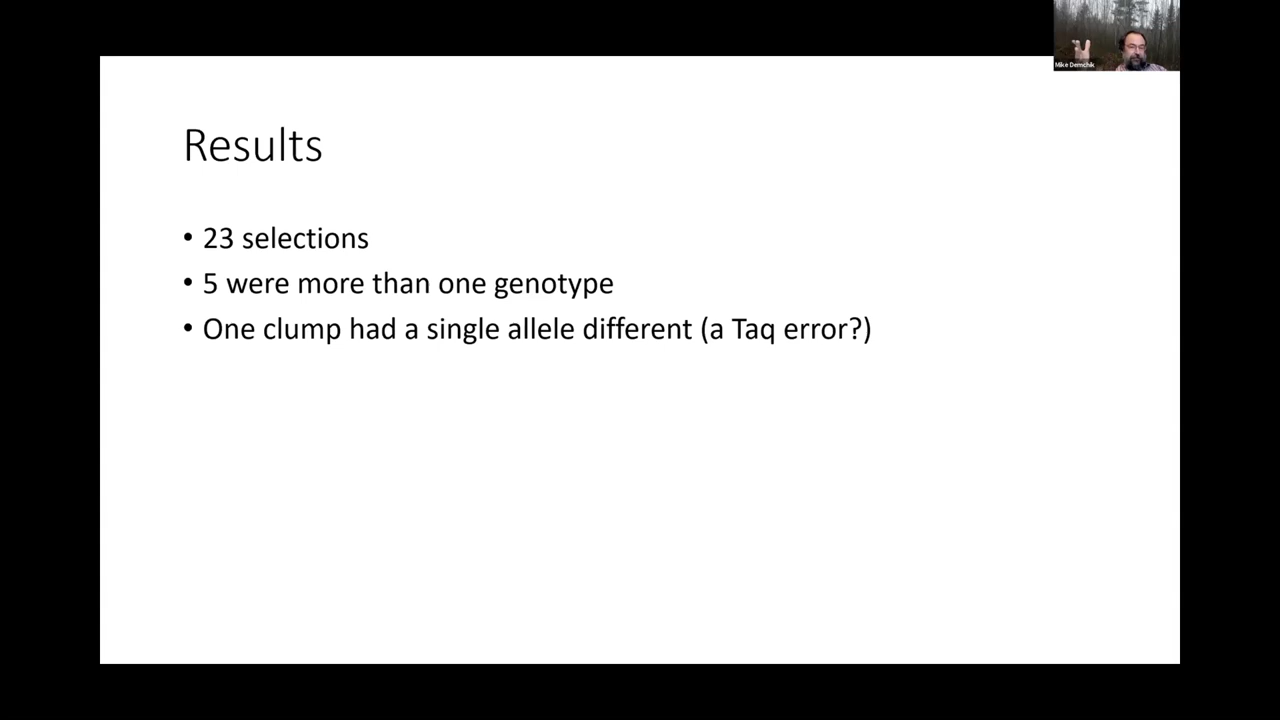 Mike Demchik
Results
• 23 selections
• 5 were more than one genotype
• One clump had a single allele different (a Taq error?)